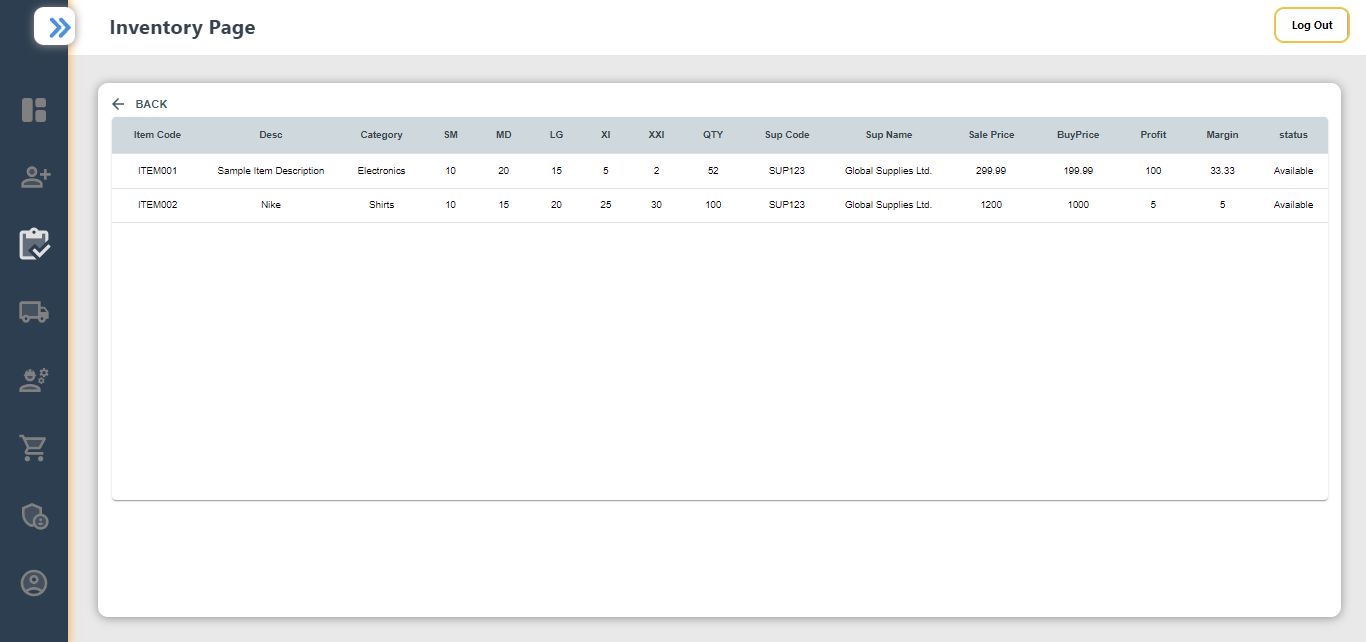 Inventory Page
Log Out
BACK
Item Code Desc Category SM MD LG XI XXI QTY Sup Code Sup Name Sale Price BuyPrice Profit Margin status
ITEM001 Sample Item Description Electronics 10 20 15 5 2 52 SUP123 Global Supplies Ltd. 299.99 199.99 100 33.33 Available
ITEM002 Nike Shirts 10 15 20 25 30 100 SUP123 Global Supplies Ltd. 1200 1000 5 5 Available